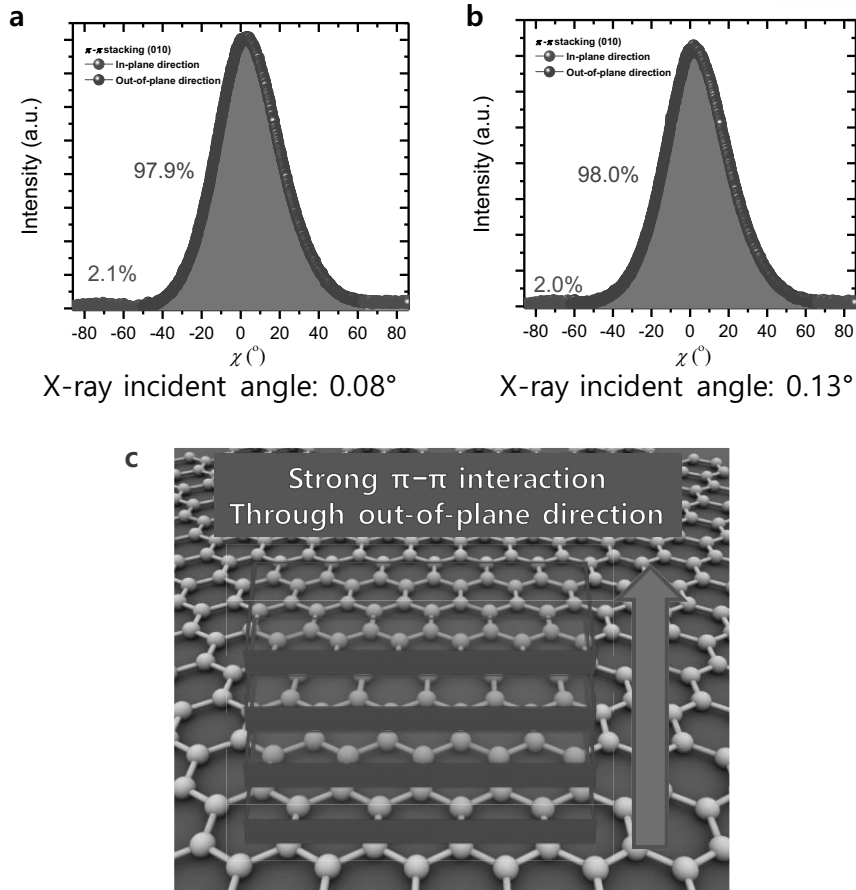 a
π-π stacking (010)
In-plane direction
Out-of-plane direction
97.9%
2.1%
Intensity (a.u.)
-80 -60 -40 -20 0 20 40 60 80
χ (°)
X-ray incident angle: 0.08°
b
π-π stacking (010)
In-plane direction
Out-of-plane direction
98.0%
2.0%
Intensity (a.u.)
-80 -60 -40 -20 0 20 40 60 80
χ (°)
X-ray incident angle: 0.13°
c
Strong π−π interaction
Through out-of-plane direction